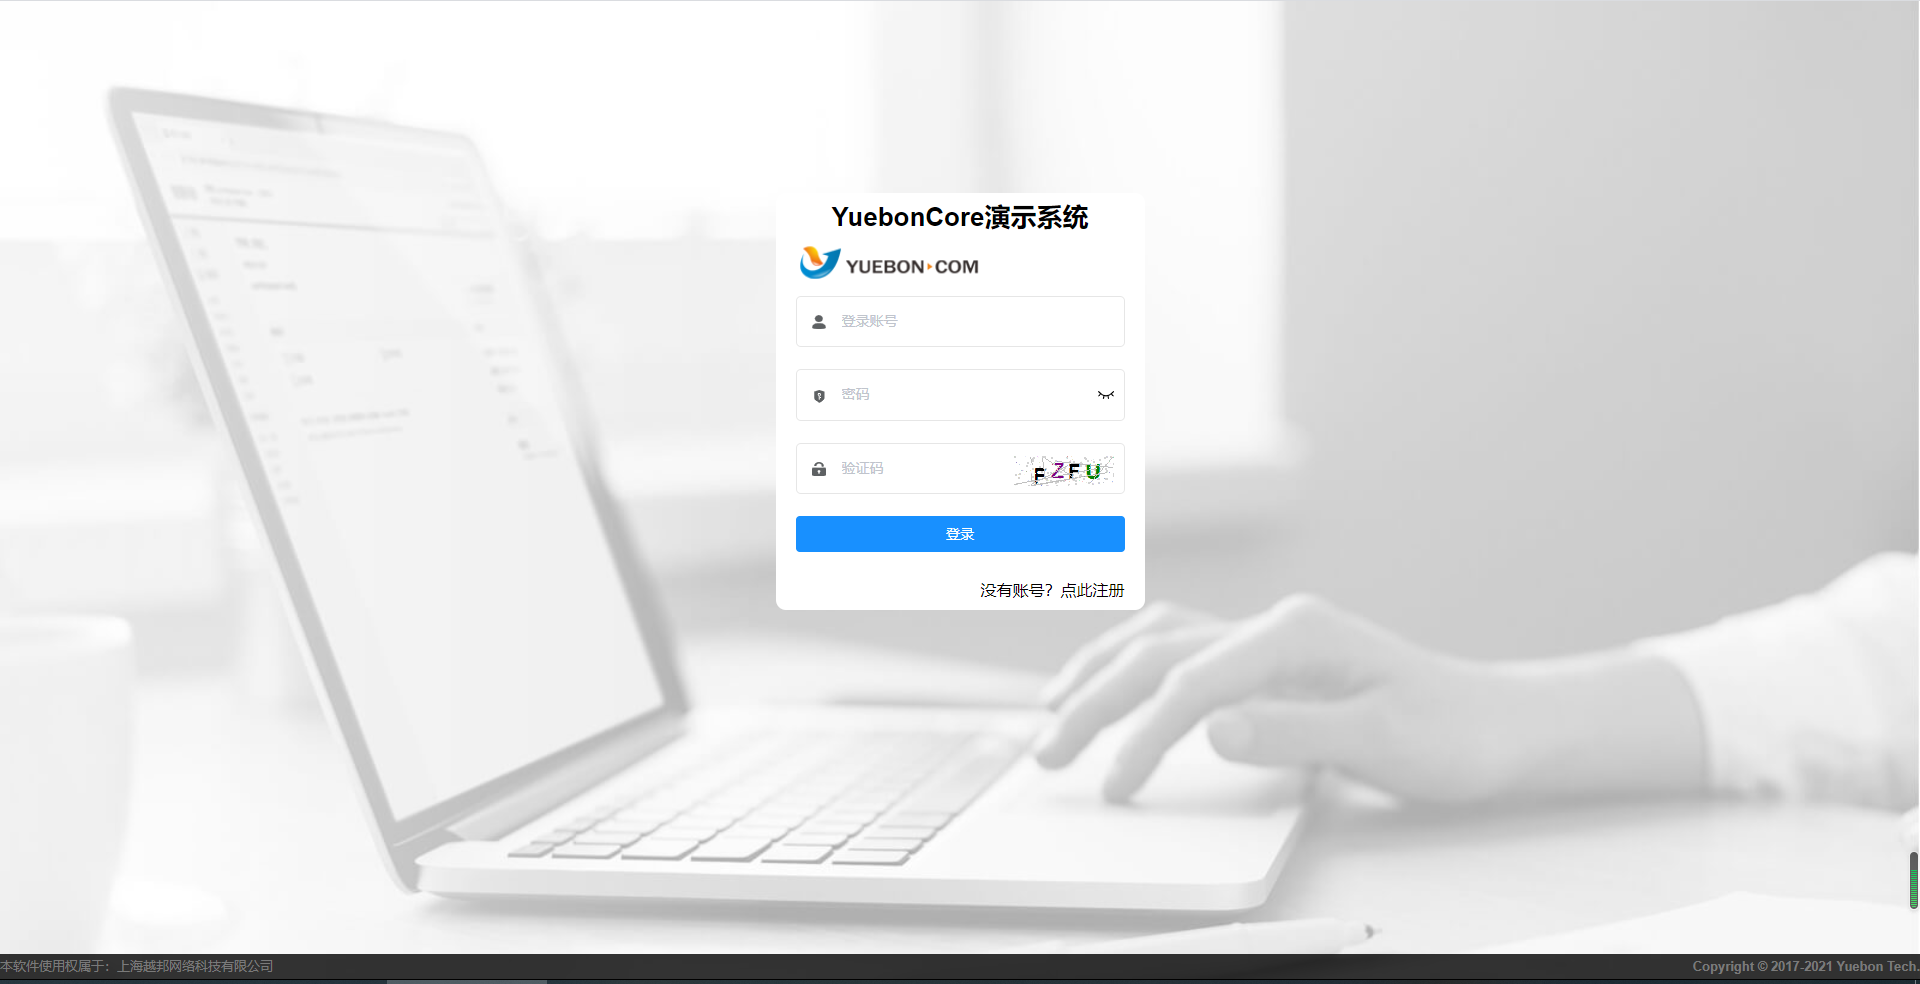 YuebonCore演示系统
YUEBON COM
登录账号
密码
验证码
FZFU
登录
没有账号？点此注册
本软件使用权属于：上海越邦网络科技有限公司
Copyright © 2017-2021 Yuebon Tech.